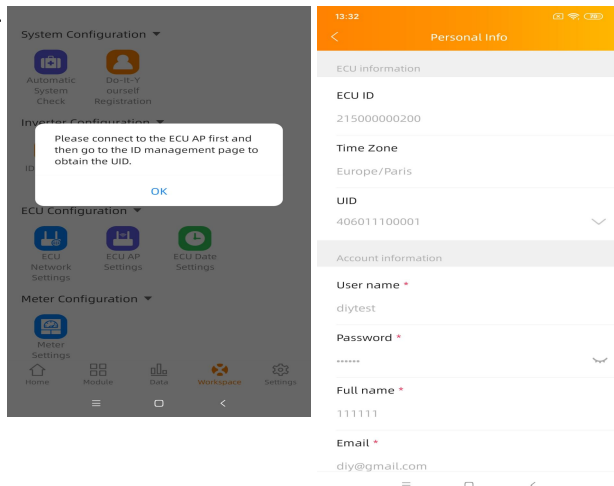 System Configuration
Automatic
System
Check
Do-It-Y
ourself
Registration
Inverter Configuration
ID
Please connect to the ECU AP first and
then go to the ID management page to
obtain the UID.
OK
ECU Configuration
ECU
Network
Settings
ECU AP
Settings
ECU Date
Settings
Meter Configuration
Meter
Settings
Home
Module
Data
Workspace
Settings
13:32
Personal Info
ECU information
ECU ID
215000000200
Time Zone
Europe/Paris
UID
406011100001
Account information
User name *
diytest
Password *
••••••
Full name *
111111
Email *
diy@gmail.com